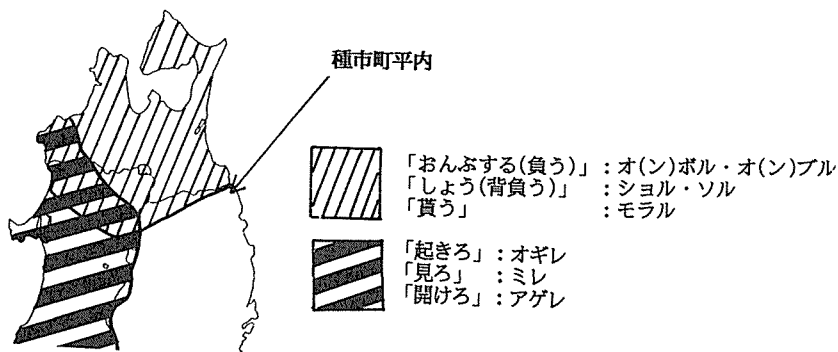 種市町平内
「おんぶする(負う)」：オ(ン)ボル・オ(ン)ブル
「しょう(背負う)」：ショル・ソル
「貰う」：モラル
「起きろ」：オギレ
「見ろ」：ミレ
「開けろ」：アゲレ